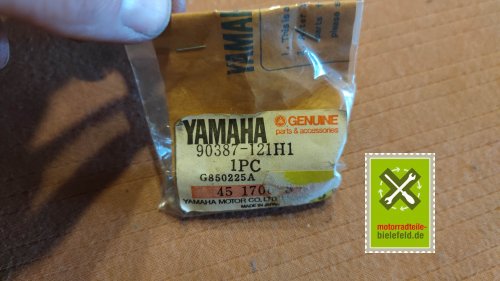 YAMAHA
YAMAHA
GENUINE
parts & accessories
90387-121H1
1PC
G850225A
45 170
YAMAHA MOTOR CO., LTD
MADE IN JAPAN
motorradteile-
bielefeld.de